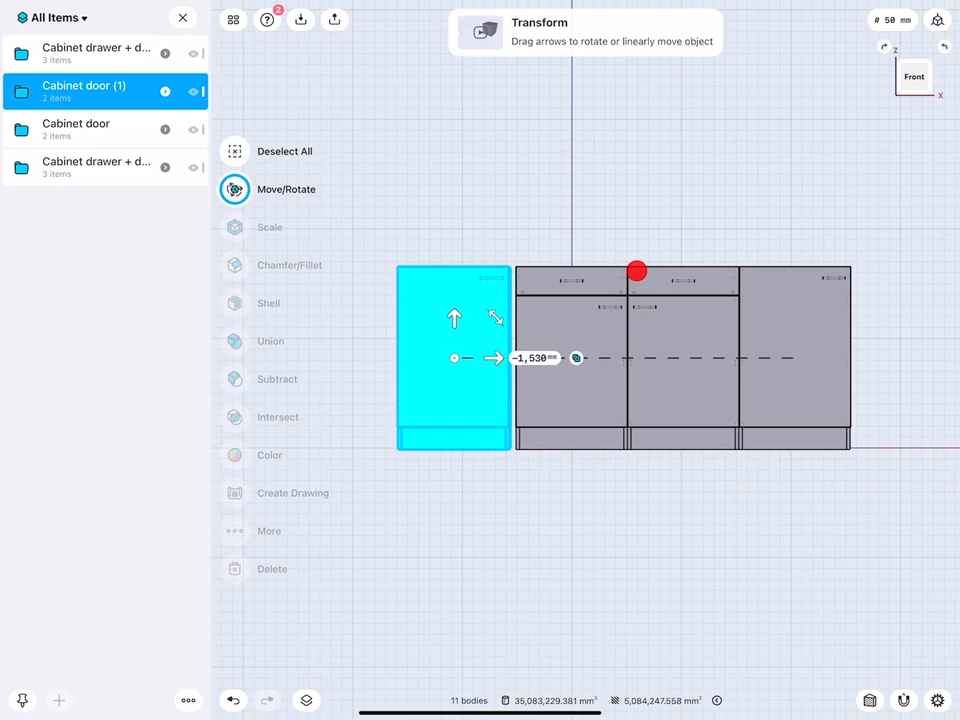 All Items
Cabinet drawer + d...
3 items
Cabinet door (1)
2 items
Cabinet door
2 items
Cabinet drawer + d...
3 items
2
Transform
Drag arrows to rotate or linearly move object
# 50 mm
Z
Front
X
Deselect All
Move/Rotate
Scale
Chamfer/Fillet
Shell
Union
Subtract
Intersect
Color
Create Drawing
More
Delete
-1,530 mm
11 bodies
35,083,229.381 mm³
5,084,247.558 mm²